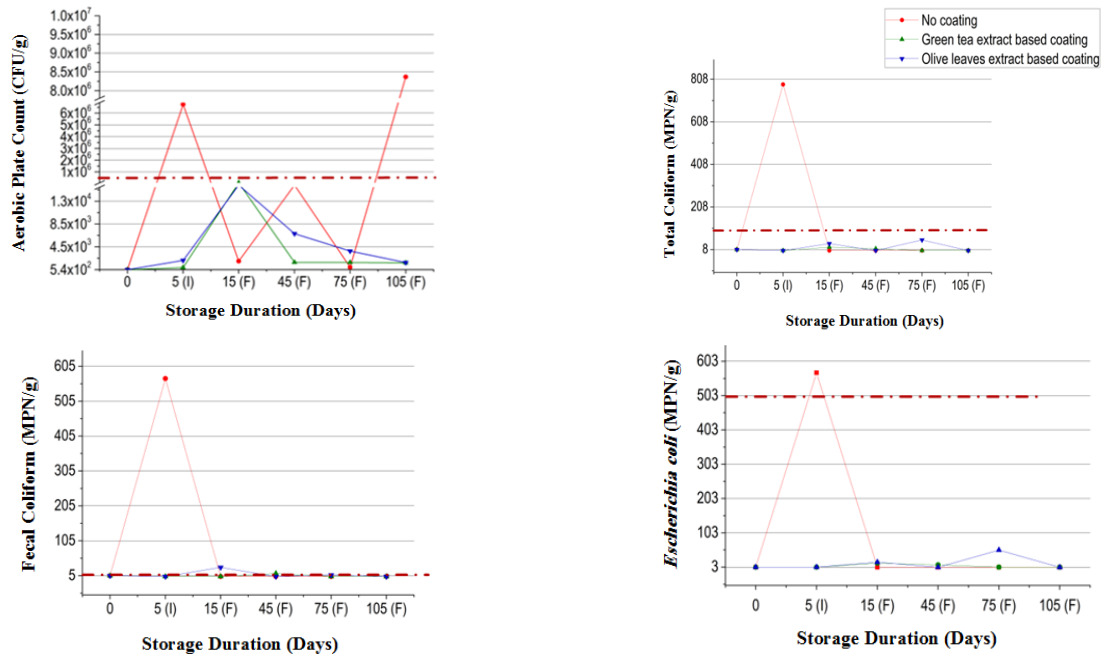 No coating
Green tea extract based coating
Olive leaves extract based coating
Aerobic Plate Count (CFU/g)
1.0x10⁷
9.5x10⁶
9.0x10⁶
8.5x10⁶
8.0x10⁶
6x10⁶
5x10⁶
4x10⁶
3x10⁶
2x10⁶
1x10⁶
1.3x10⁴
8.5x10³
4.5x10³
5.4x10²
0 5 (I) 15 (F) 45 (F) 75 (F) 105 (F)
Storage Duration (Days)
Total Coliform (MPN/g)
808
608
408
208
8
0 5 (I) 15 (F) 45 (F) 75 (F) 105 (F)
Storage Duration (Days)
Fecal Coliform (MPN/g)
605
505
405
305
205
105
5
0 5 (I) 15 (F) 45 (F) 75 (F) 105 (F)
Storage Duration (Days)
Escherichia coli (MPN/g)
603
503
403
303
203
103
3
0 5 (I) 15 (F) 45 (F) 75 (F) 105 (F)
Storage Duration (Days)